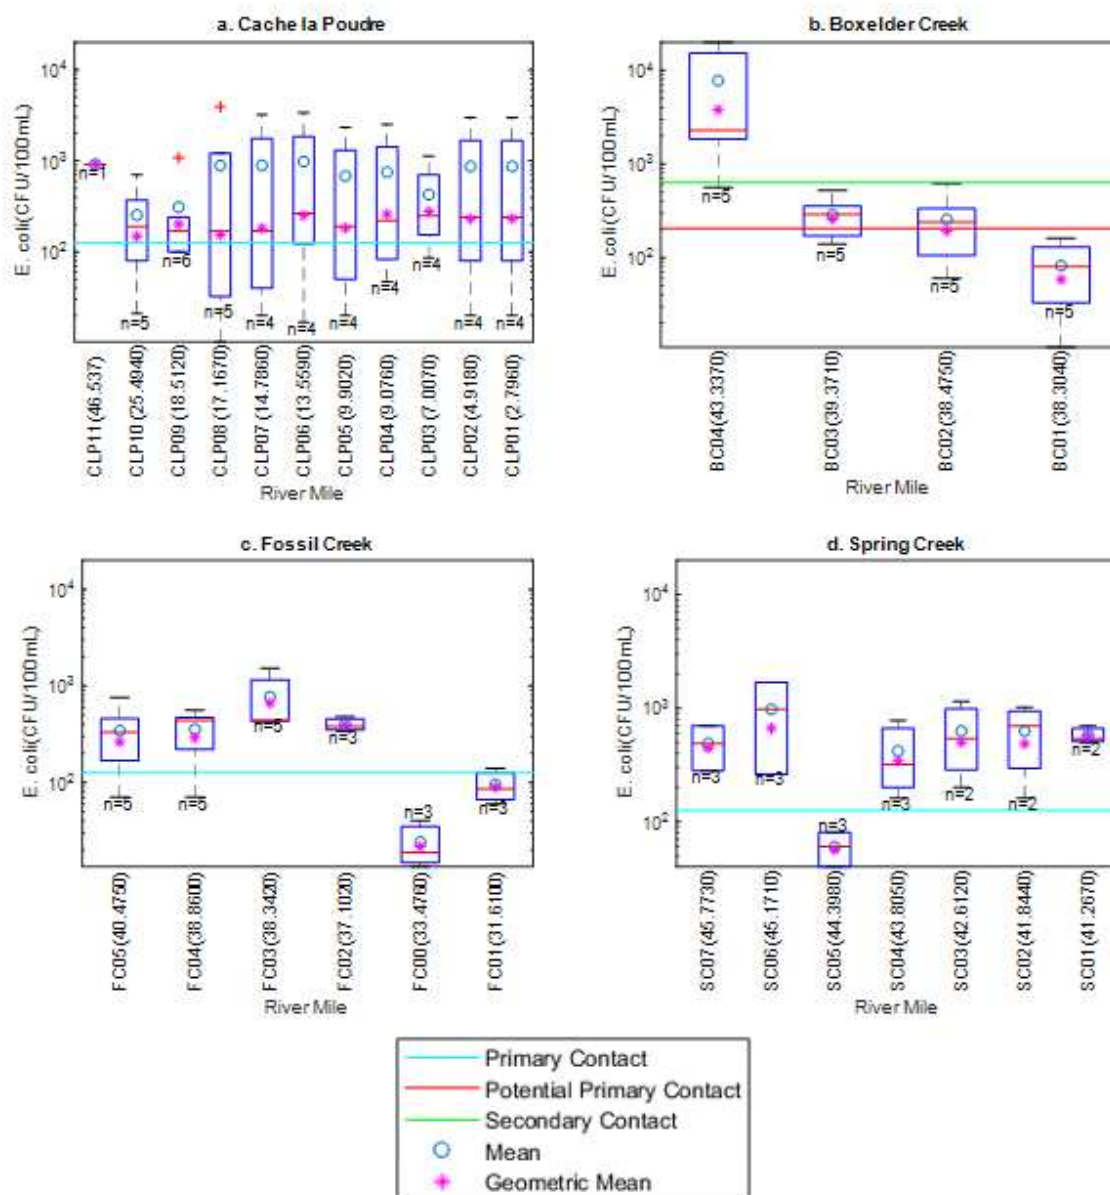 a. Cache la Poudre
10⁴
10³
10²
E. coli(CFU/100mL)
n=1
n=5
n=6
n=5
n=4
n=4
n=4
n=4
n=4
n=4
n=4
CLP11(46.537)
CLP10(25.4940)
CLP09(18.5120)
CLP08(17.1670)
CLP07(14.7860)
CLP06(13.5590)
CLP05(9.9020)
CLP04(9.0760)
CLP03(7.0070)
CLP02(4.9180)
CLP01(2.7960)
River Mile
b. Boxelder Creek
10⁴
10³
10²
E. coli(CFU/100mL)
n=5
n=5
n=5
n=5
BC04(43.3370)
BC03(39.3710)
BC02(38.4750)
BC01(38.3040)
River Mile
c. Fossil Creek
10⁴
10³
10²
E. coli(CFU/100mL)
n=5
n=5
n=5
n=3
n=3
n=3
FC05(40.4750)
FC04(38.8600)
FC03(38.3420)
FC02(37.1020)
FC00(33.4760)
FC01(31.6100)
River Mile
d. Spring Creek
10⁴
10³
10²
E. coli(CFU/100mL)
n=3
n=3
n=3
n=3
n=2
n=2
n=2
SC07(45.7730)
SC06(45.1710)
SC05(44.3980)
SC04(43.8050)
SC03(42.6120)
SC02(41.8440)
SC01(41.2670)
River Mile
Primary Contact
Potential Primary Contact
Secondary Contact
Mean
Geometric Mean